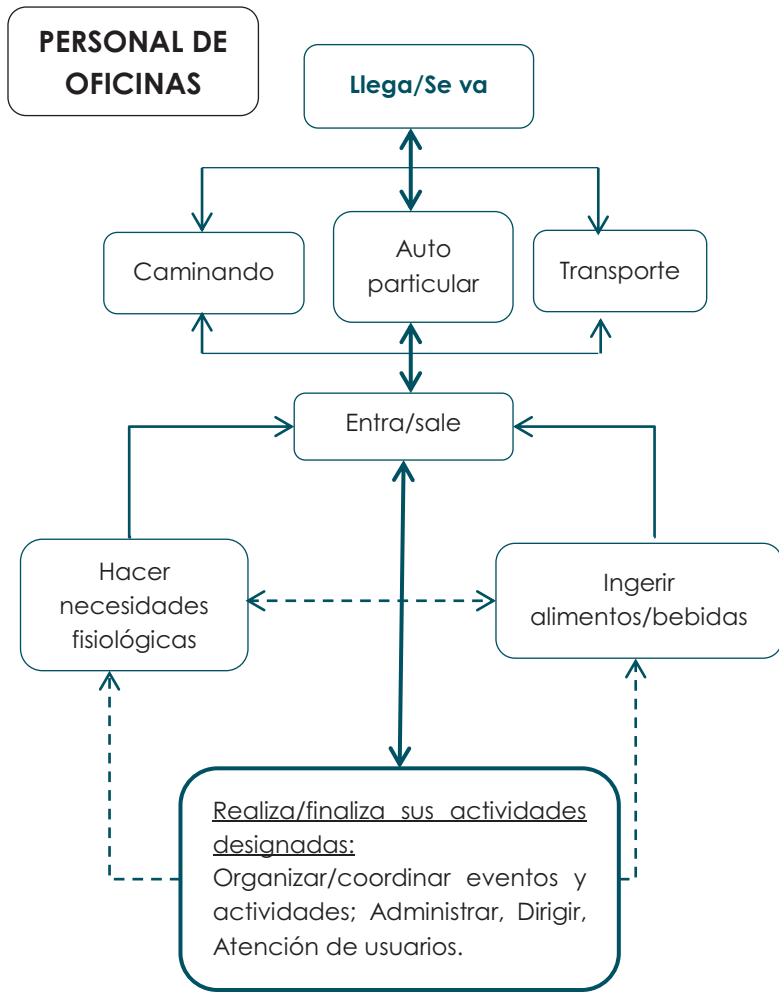 PERSONAL DE
OFICINAS
Llega/Se va
Caminando
Auto
particular
Transporte
Entra/sale
Hacer
necesidades
fisiológicas
Ingerir
alimentos/bebidas
Realiza/finaliza sus actividades
designadas:
Organizar/coordinar eventos y
actividades; Administrar, Dirigir,
Atención de usuarios.